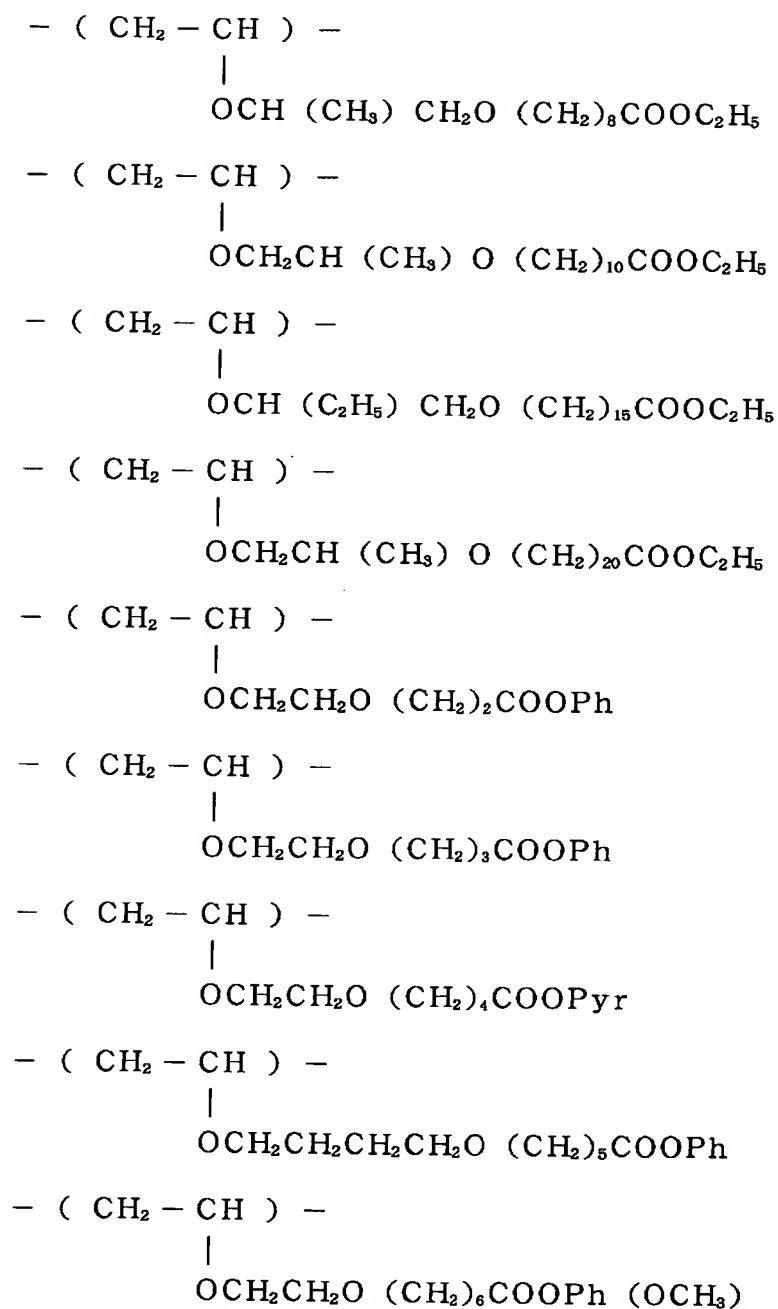 − ( CH₂ − CH ) −
|
OCH (CH₃) CH₂O (CH₂)₈COOC₂H₅
− ( CH₂ − CH ) −
|
OCH₂CH (CH₃) O (CH₂)₁₀COOC₂H₅
− ( CH₂ − CH ) −
|
OCH (C₂H₅) CH₂O (CH₂)₁₅COOC₂H₅
− ( CH₂ − CH ) −
|
OCH₂CH (CH₃) O (CH₂)₂₀COOC₂H₅
− ( CH₂ − CH ) −
|
OCH₂CH₂O (CH₂)₂COOPh
− ( CH₂ − CH ) −
|
OCH₂CH₂O (CH₂)₃COOPh
− ( CH₂ − CH ) −
|
OCH₂CH₂O (CH₂)₄COOPyr
− ( CH₂ − CH ) −
|
OCH₂CH₂CH₂CH₂O (CH₂)₅COOPh
− ( CH₂ − CH ) −
|
OCH₂CH₂O (CH₂)₆COOPh (OCH₃)